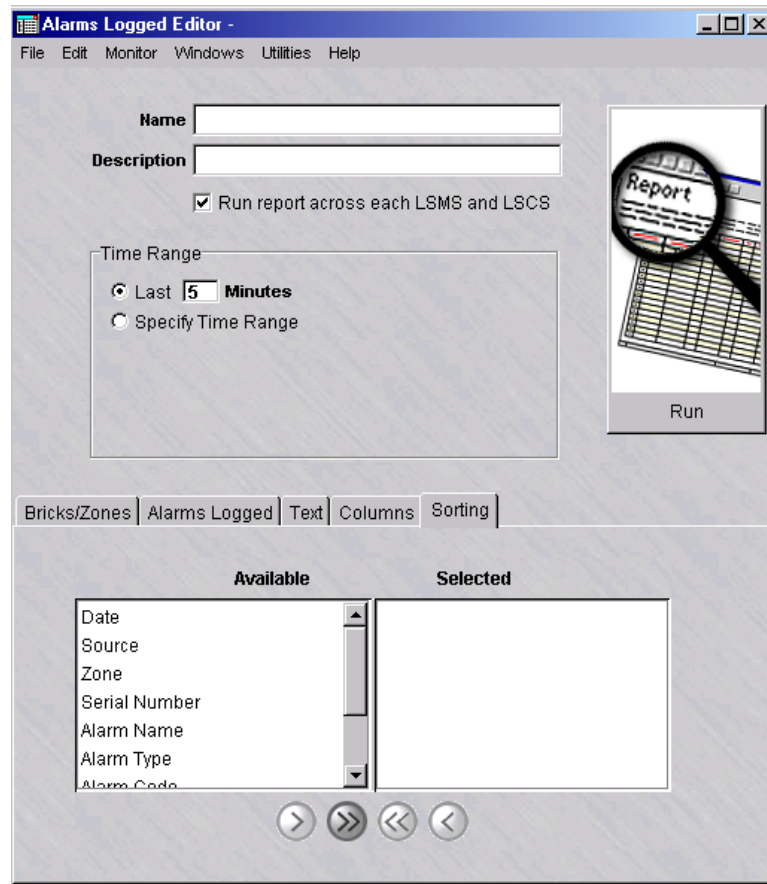 Alarms Logged Editor -
File Edit Monitor Windows Utilities Help
Name
Description
Run report across each LSMS and LSCS
Time Range
Last 5 Minutes
Specify Time Range
Report
Run
Bricks/Zones Alarms Logged Text Columns Sorting
Available Selected
Date
Source
Zone
Serial Number
Alarm Name
Alarm Type
Alarm Code